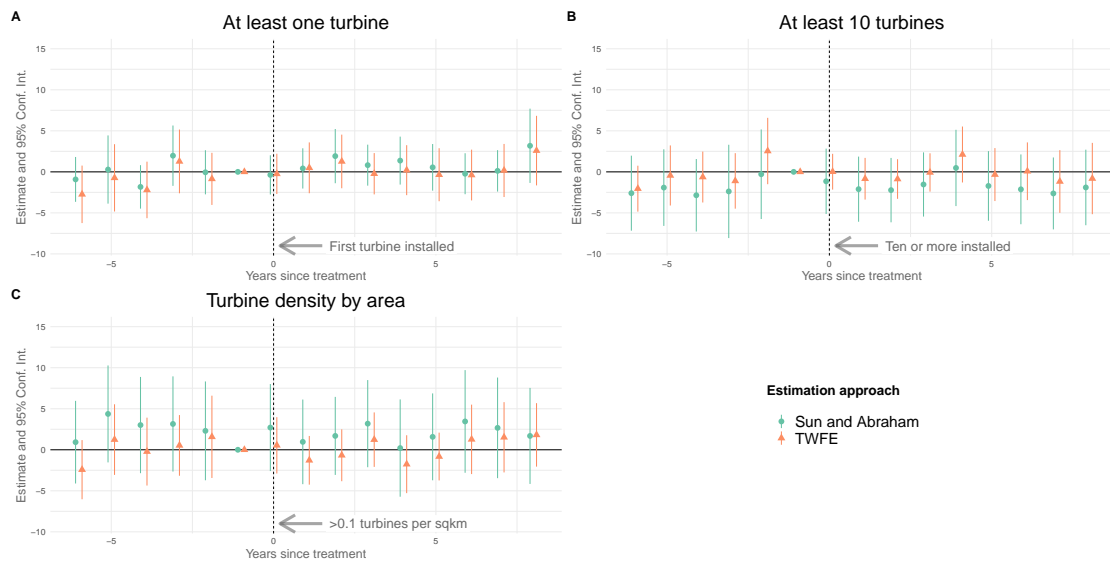 A
At least one turbine
Estimate and 95% Conf. Int.
15
10
5
0
−5
−10
First turbine installed
−5
0
5
Years since treatment
B
At least 10 turbines
Estimate and 95% Conf. Int.
15
10
5
0
−5
−10
Ten or more installed
−5
0
5
Years since treatment
C
Turbine density by area
Estimate and 95% Conf. Int.
15
10
5
0
−5
−10
>0.1 turbines per sqkm
−5
0
5
Years since treatment
Estimation approach
Sun and Abraham
TWFE